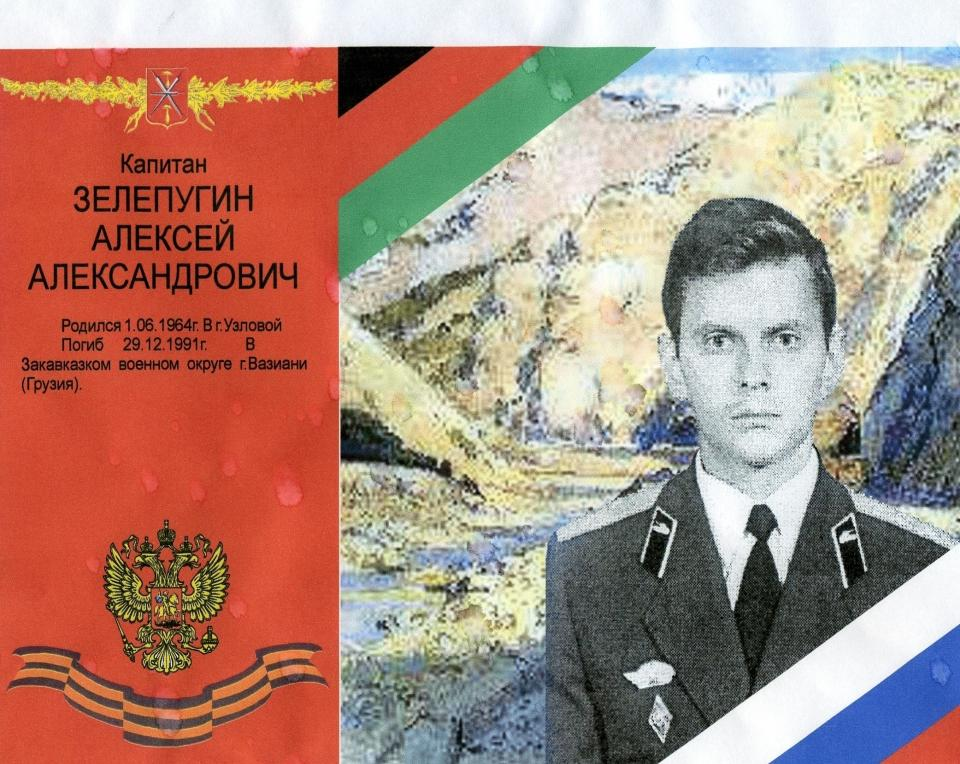 Капитан
ЗЕЛЕПУГИН
АЛЕКСЕЙ
АЛЕКСАНДРОВИЧ
Родился 1.06.1964г. В г.Узловой
Погиб 29.12.1991г. В
Закавказком военном округе г.Вазиани
(Грузия).